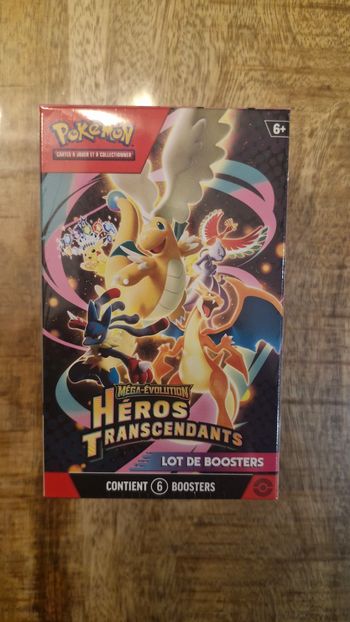 POKéMON
CARTES À JOUER ET À COLLECTIONNER
6+
MÉGA-ÉVOLUTION
HÉROS
TRANSCENDANTS
LOT DE BOOSTERS
CONTIENT 6 BOOSTERS